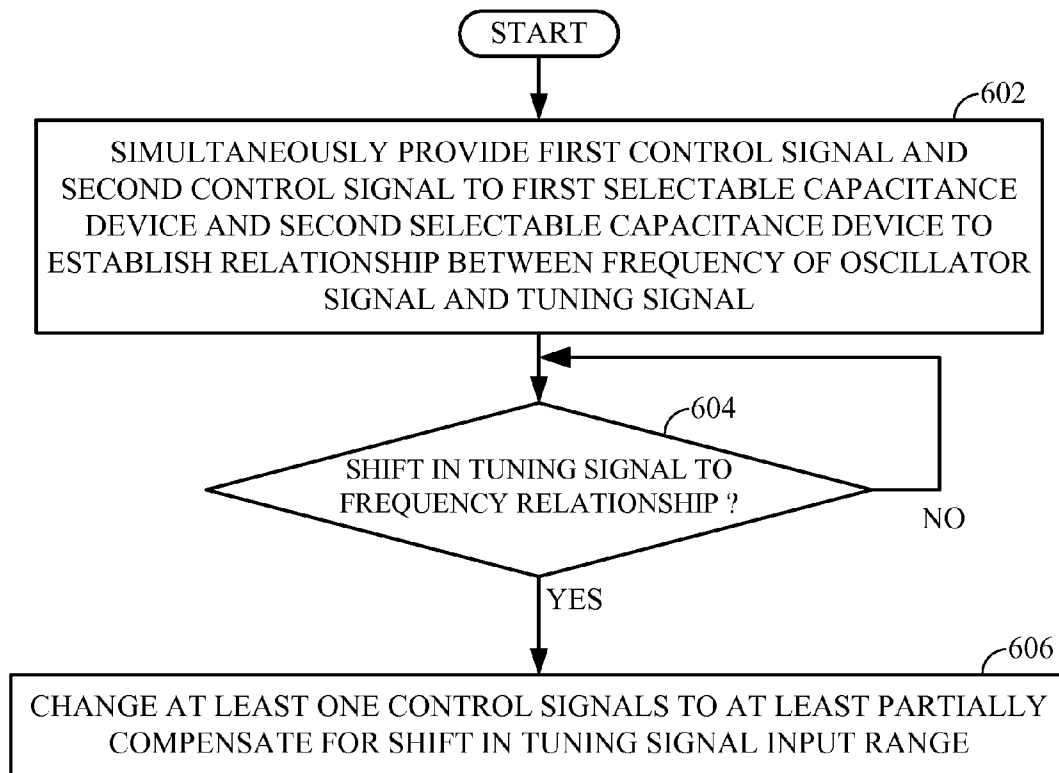 START
602
SIMULTANEOUSLY PROVIDE FIRST CONTROL SIGNAL AND
SECOND CONTROL SIGNAL TO FIRST SELECTABLE CAPACITANCE
DEVICE AND SECOND SELECTABLE CAPACITANCE DEVICE TO
ESTABLISH RELATIONSHIP BETWEEN FREQUENCY OF OSCILLATOR
SIGNAL AND TUNING SIGNAL
604
SHIFT IN TUNING SIGNAL TO
FREQUENCY RELATIONSHIP ?
NO
YES
606
CHANGE AT LEAST ONE CONTROL SIGNALS TO AT LEAST PARTIALLY
COMPENSATE FOR SHIFT IN TUNING SIGNAL INPUT RANGE